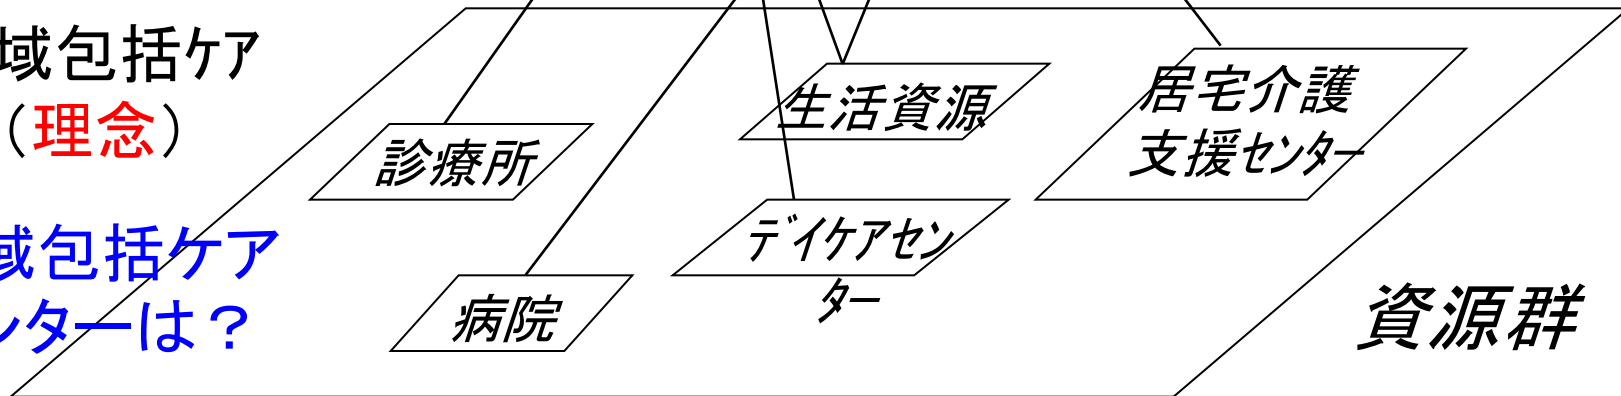 域包括ケア
（理念）
域包括ケア
ンターは？
診療所
病院
生活資源
デイケアセン
ター
居宅介護
支援センター
資源群